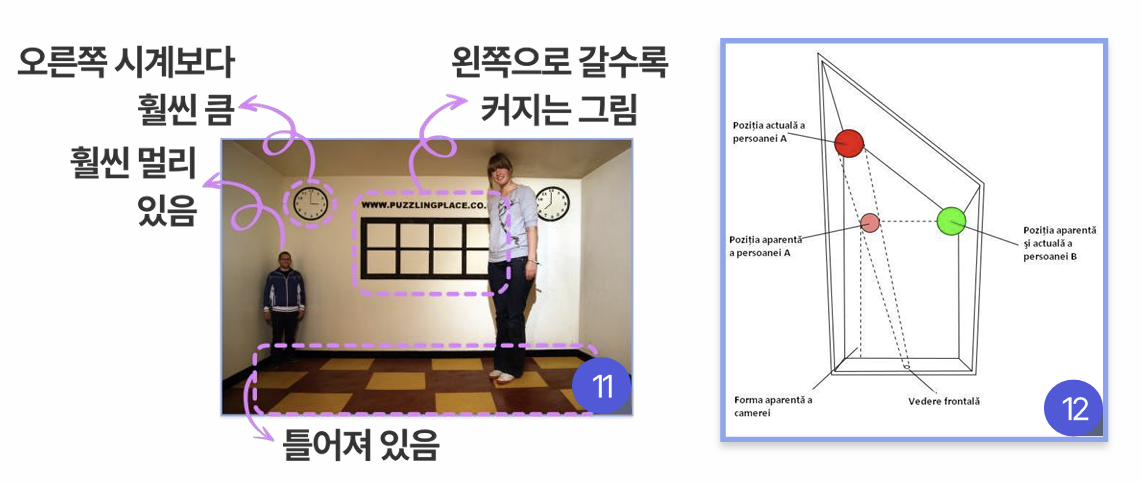 오른쪽 시계보다
훨씬 큼
훨씬 멀리
있음
왼쪽으로 갈수록
커지는 그림
WWW.PUZZLINGPLACE.CO.
11
틀어져 있음
Poziția actuală a
persoanei A
Poziția aparentă
a persoanei A
Poziția aparentă
și actuală a
persoanei B
Forma aparentă a
camerei
Vedere frontală
12